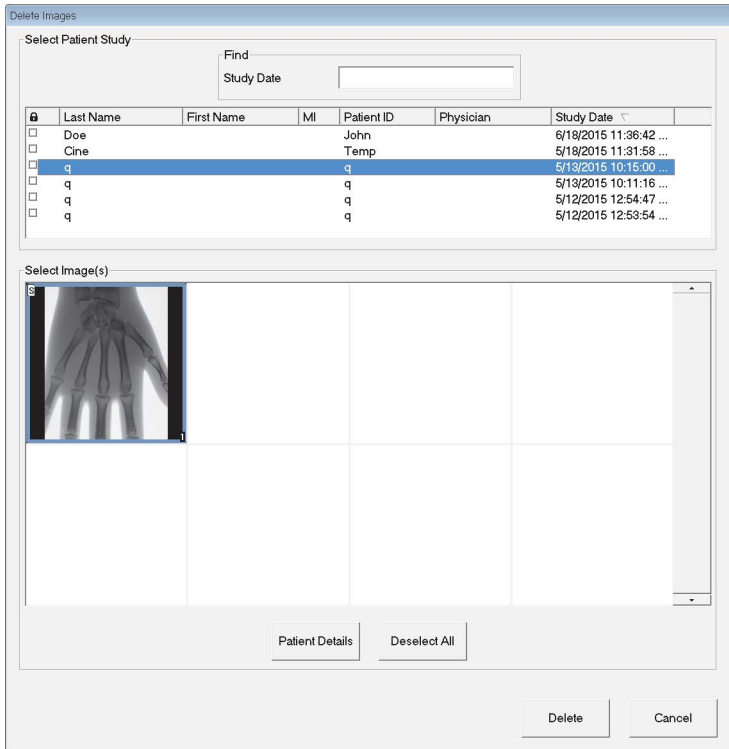 Delete Images
Select Patient Study
Find
Study Date
Last Name First Name MI Patient ID Physician Study Date
Doe John 6/18/2015 11:36:42 ...
Cine Temp 5/18/2015 11:31:58 ...
q q 5/13/2015 10:15:00 ...
q q 5/13/2015 10:11:16 ...
q q 5/12/2015 12:54:47 ...
q q 5/12/2015 12:53:54 ...
Select Image(s)
S
1
Patient Details Deselect All
Delete Cancel